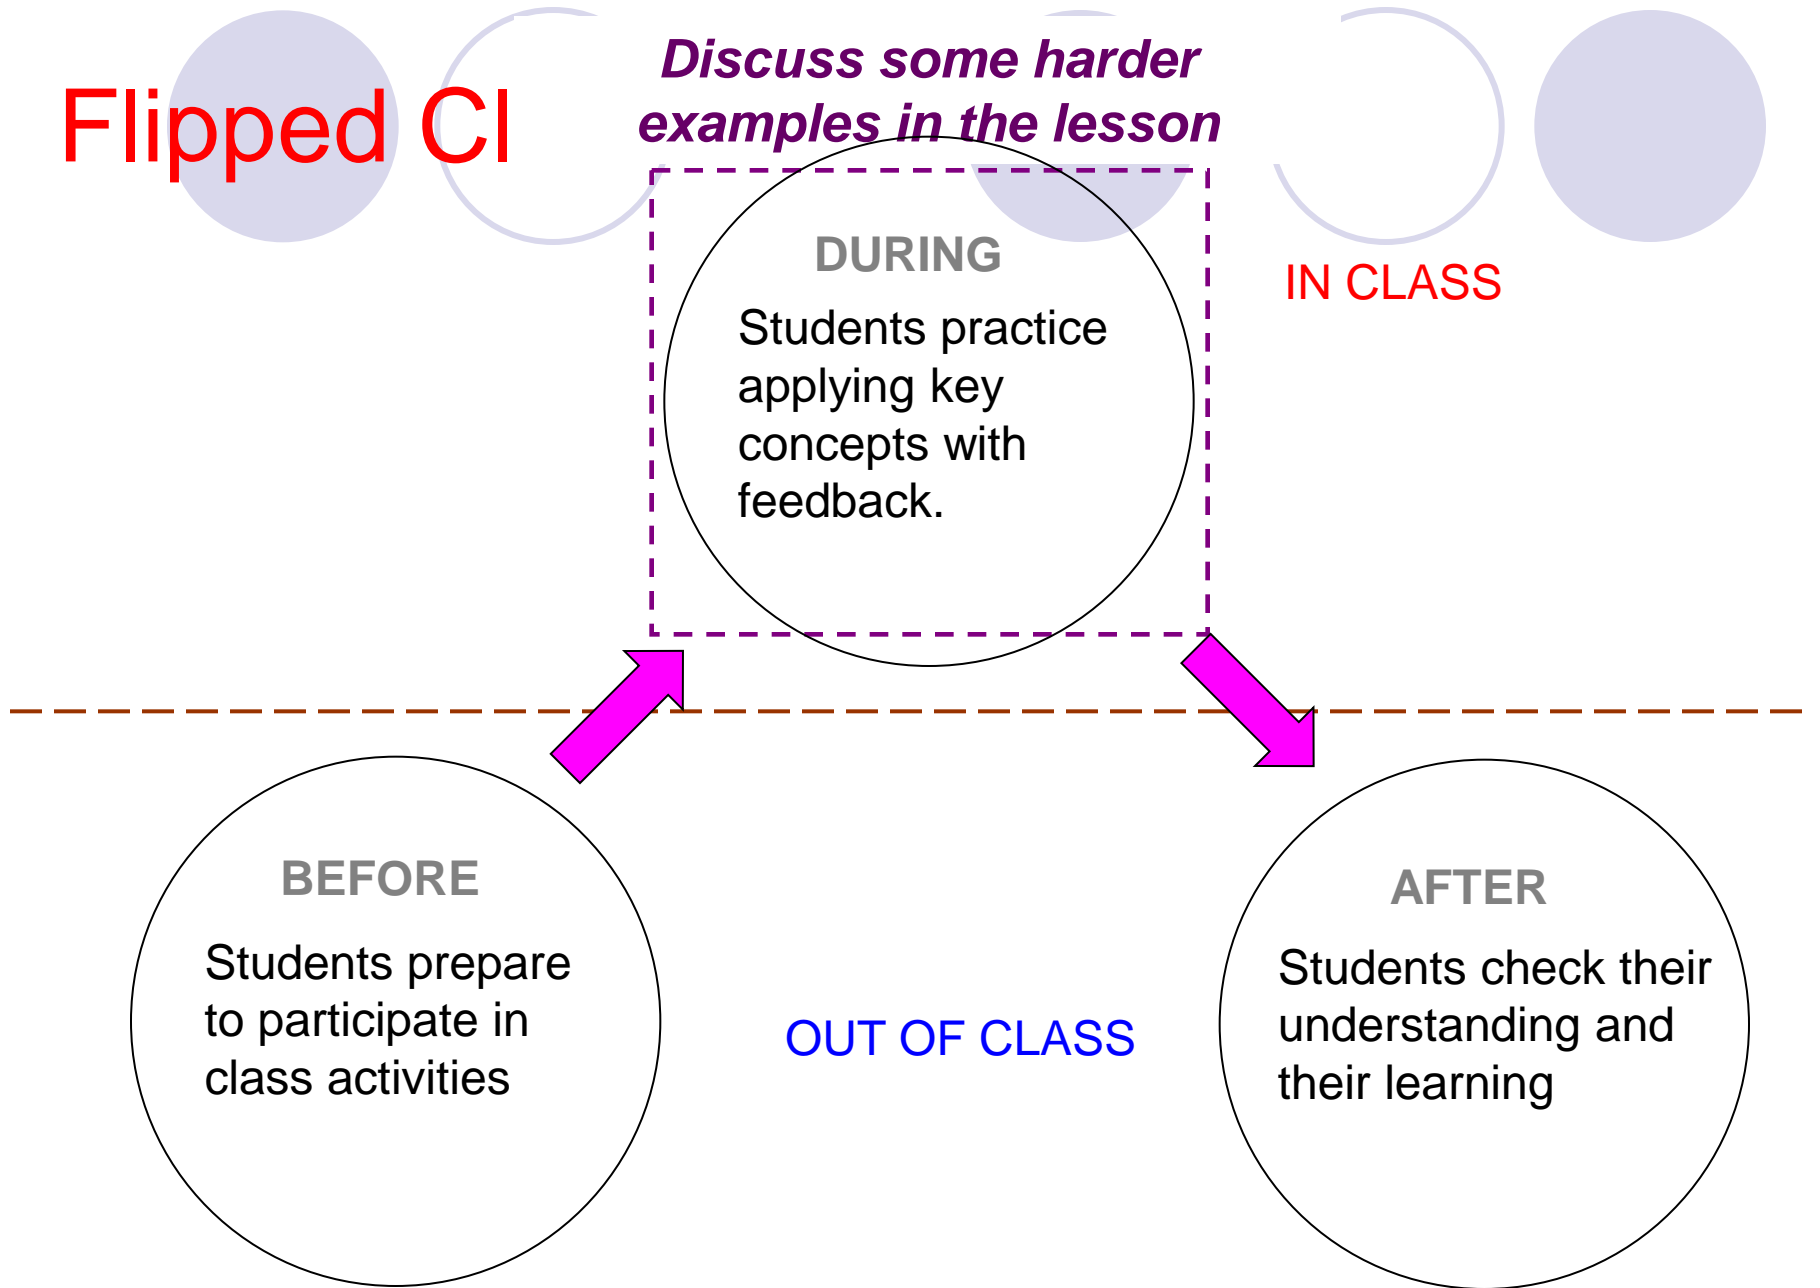 Flipped Cl
Discuss some harder
examples in the lesson
DURING
Students practice
applying key
concepts with
feedback.
IN CLASS
BEFORE
Students prepare
to participate in
class activities
OUT OF CLASS
AFTER
Students check their
understanding and
their learning